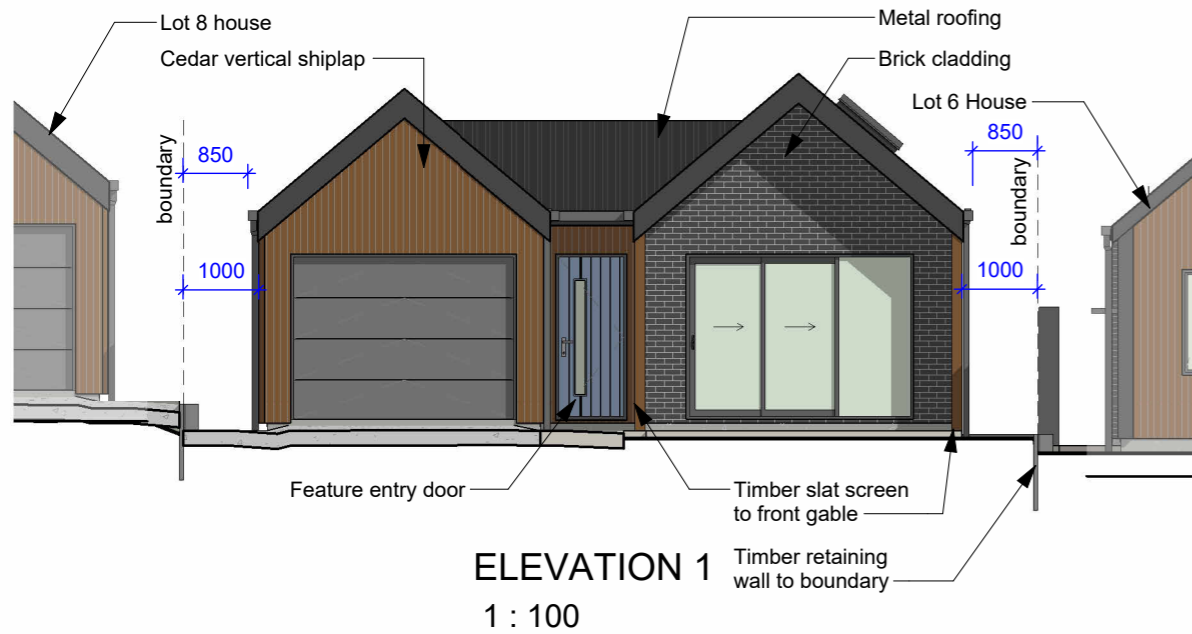 Lot 8 house
Metal roofing
Cedar vertical shiplap
Brick cladding
Lot 6 House
850
850
boundary
boundary
1000
1000
Feature entry door
Timber slat screen
to front gable
Timber retaining
wall to boundary
ELEVATION 1
1 : 100